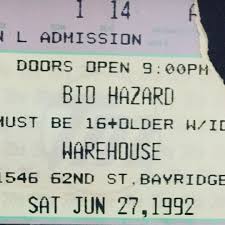 1 14 A
N L ADMISSION
DOORS OPEN 9:00PM
BIO HAZARD
MUST BE 16+OLDER W/ID
WAREHOUSE
1546 62ND ST.BAYRIDGE
SAT JUN 27,1992